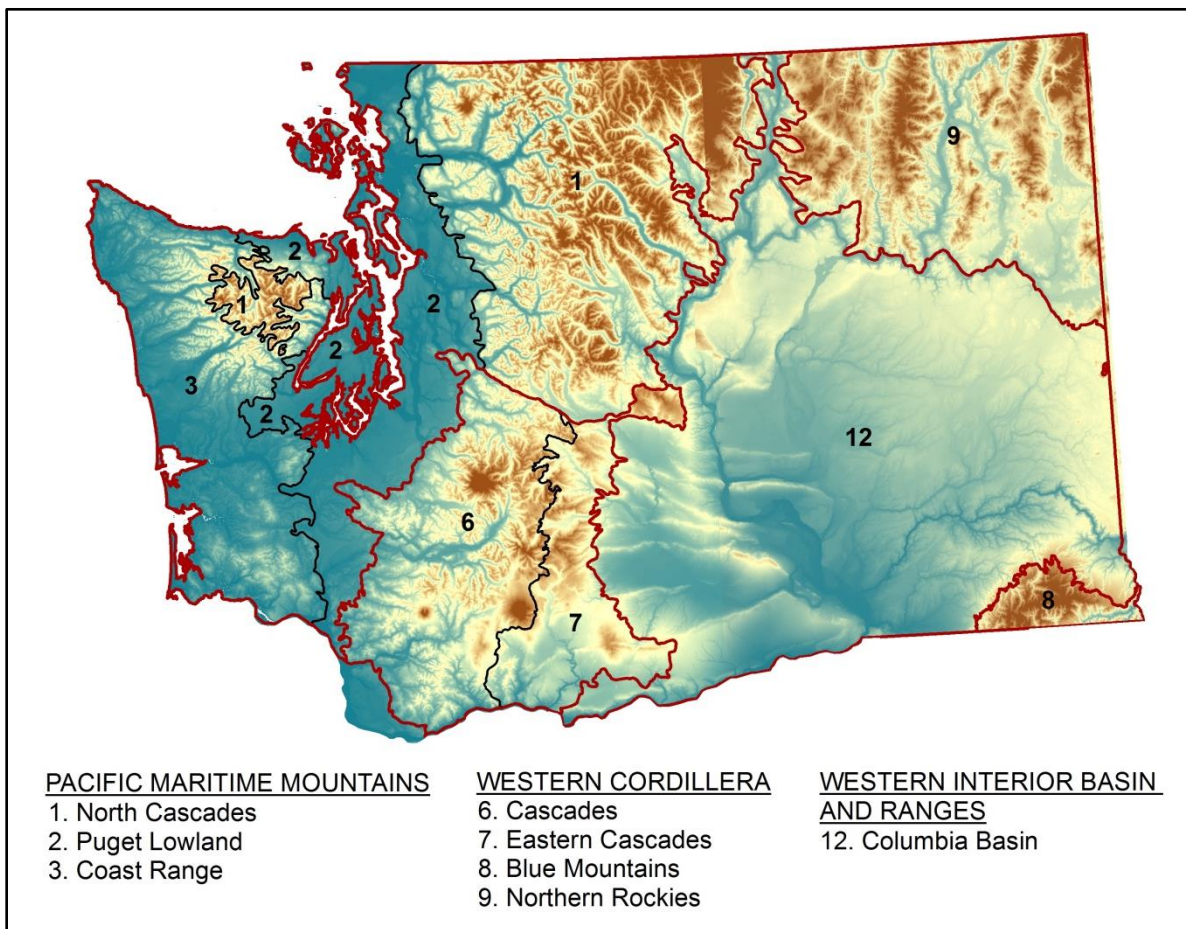 1
9
2
1
2
2
3
2
12
6
8
7
PACIFIC MARITIME MOUNTAINS
1. North Cascades
2. Puget Lowland
3. Coast Range
WESTERN CORDILLERA
6. Cascades
7. Eastern Cascades
8. Blue Mountains
9. Northern Rockies
WESTERN INTERIOR BASIN
AND RANGES
12. Columbia Basin